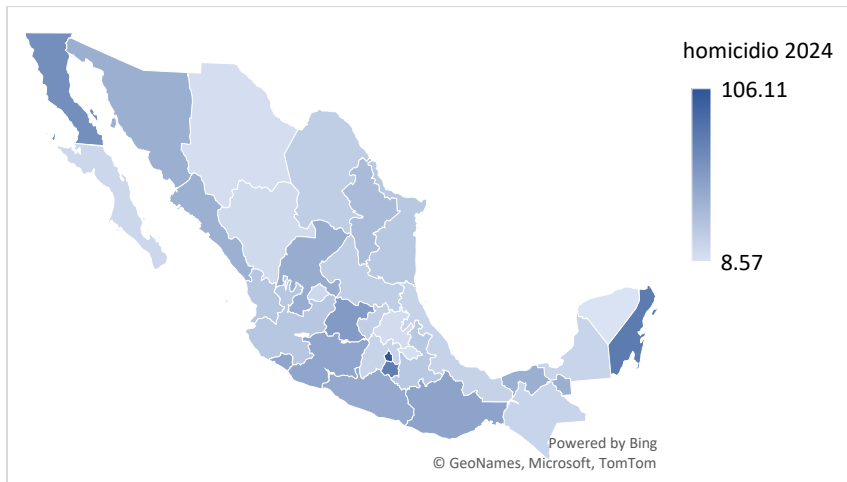 homicidio 2024
106.11
8.57
Powered by Bing
© GeoNames, Microsoft, TomTom